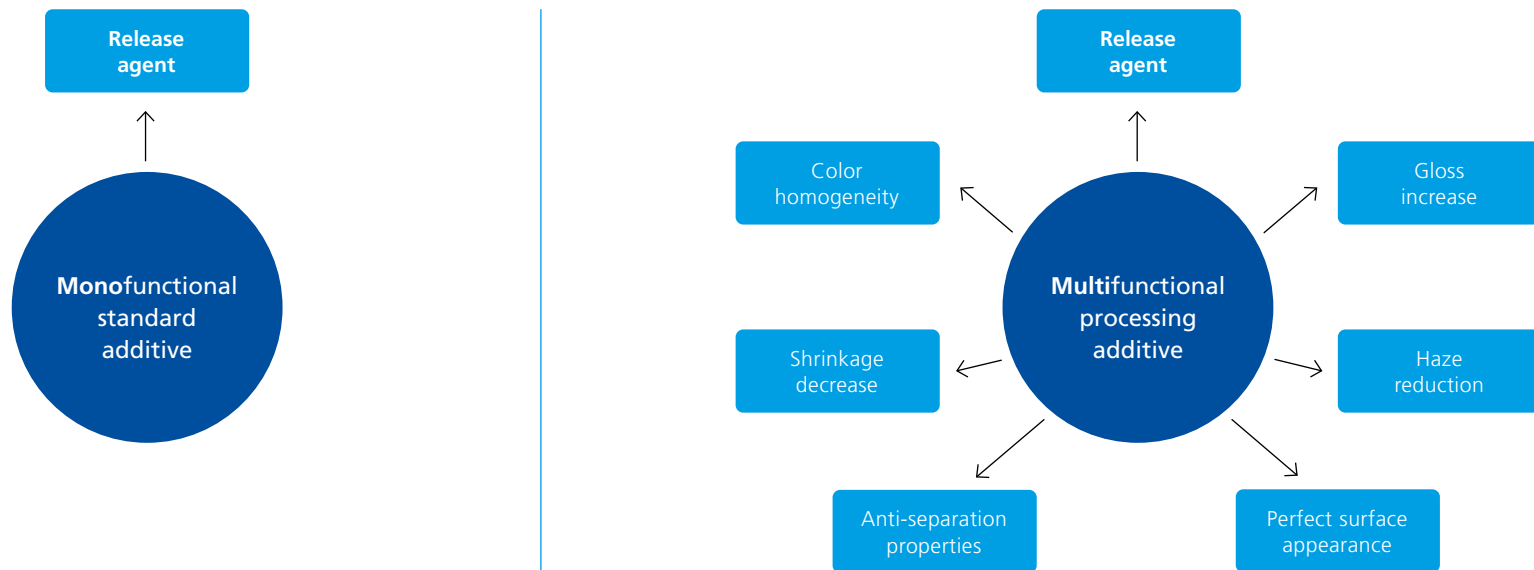 Release
agent
Monofunctional
standard
additive
Release
agent
Color
homogeneity
Gloss
increase
Multifunctional
processing
additive
Shrinkage
decrease
Haze
reduction
Anti-separation
properties
Perfect surface
appearance